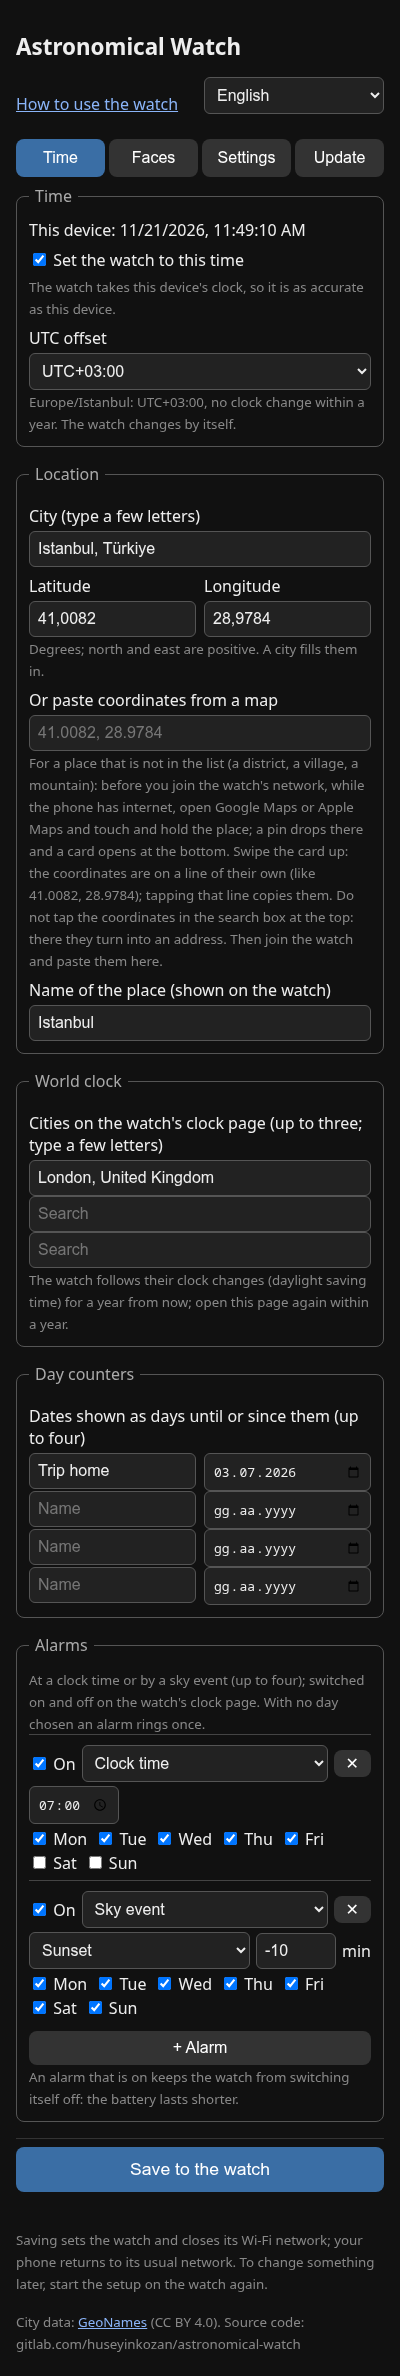 Astronomical Watch
How to use the watch
English
Time
Faces
Settings
Update
Time
This device: 11/21/2026, 11:49:10 AM
Set the watch to this time
The watch takes this device's clock, so it is as accurate
as this device.
UTC offset
UTC+03:00
Europe/Istanbul: UTC+03:00, no clock change within a
year. The watch changes by itself.
Location
City (type a few letters)
Istanbul, Türkiye
Latitude
Longitude
41,0082
28,9784
Degrees; north and east are positive. A city fills them
in.
Or paste coordinates from a map
41.0082, 28.9784
For a place that is not in the list (a district, a village, a
mountain): before you join the watch's network, while
the phone has internet, open Google Maps or Apple
Maps and touch and hold the place; a pin drops there
and a card opens at the bottom. Swipe the card up:
the coordinates are on a line of their own (like
41.0082, 28.9784); tapping that line copies them. Do
not tap the coordinates in the search box at the top:
there they turn into an address. Then join the watch
and paste them here.
Name of the place (shown on the watch)
Istanbul
World clock
Cities on the watch's clock page (up to three;
type a few letters)
London, United Kingdom
Search
Search
The watch follows their clock changes (daylight saving
time) for a year from now; open this page again within
a year.
Day counters
Dates shown as days until or since them (up
to four)
Trip home 03.07.2026
Name gg.aa.yyyy
Name gg.aa.yyyy
Name gg.aa.yyyy
Alarms
At a clock time or by a sky event (up to four); switched
on and off on the watch's clock page. With no day
chosen an alarm rings once.
On Clock time ✕
07:00
Mon Tue Wed Thu Fri
Sat Sun
On Sky event ✕
Sunset -10 min
Mon Tue Wed Thu Fri
Sat Sun
+ Alarm
An alarm that is on keeps the watch from switching
itself off: the battery lasts shorter.
Save to the watch
Saving sets the watch and closes its Wi-Fi network; your
phone returns to its usual network. To change something
later, start the setup on the watch again.
City data: GeoNames (CC BY 4.0). Source code:
gitlab.com/huseyinkozan/astronomical-watch